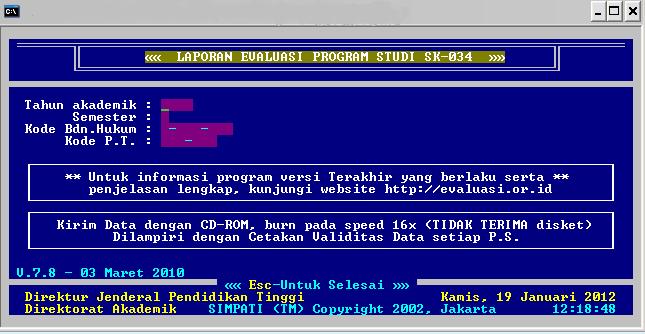 C:\
««« LAPORAN EVALUASI PROGRAM STUDI SK-034 »»»
Tahun akademik :
Semester :
Kode Bdn.Hukum : - -
Kode P.T. : -
** Untuk informasi program versi Terakhir yang berlaku serta **
penjelasan lengkap, kunjungi website http://evaluasi.or.id
Kirim Data dengan CD-ROM, burn pada speed 16x (TIDAK TERIMA disket)
Dilampiri dengan Cetakan Validitas Data setiap P.S.
V.7.8 - 03 Maret 2010
««« Esc-Untuk Selesai »»»
Direktur Jenderal Pendidikan Tinggi Kamis, 19 Januari 2012
Direktorat Akademik SIMPATI (TM) Copyright 2002, Jakarta 12:18:48